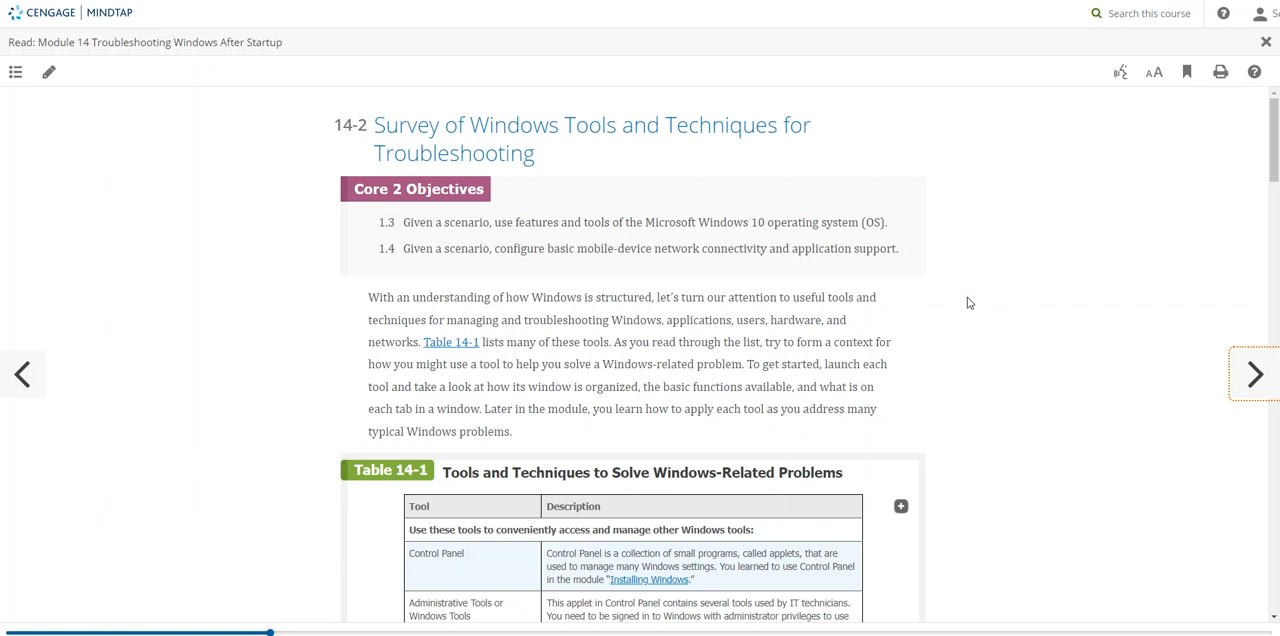 CENGAGE | MINDTAP
Search this course
Read: Module 14 Troubleshooting Windows After Startup
AA
14-2 Survey of Windows Tools and Techniques for
Troubleshooting
Core 2 Objectives
1.3 Given a scenario, use features and tools of the Microsoft Windows 10 operating system (OS).
1.4 Given a scenario, configure basic mobile-device network connectivity and application support.
With an understanding of how Windows is structured, let’s turn our attention to useful tools and
techniques for managing and troubleshooting Windows, applications, users, hardware, and
networks. Table 14-1 lists many of these tools. As you read through the list, try to form a context for
how you might use a tool to help you solve a Windows-related problem. To get started, launch each
tool and take a look at how its window is organized, the basic functions available, and what is on
each tab in a window. Later in the module, you learn how to apply each tool as you address many
typical Windows problems.
Table 14-1 Tools and Techniques to Solve Windows-Related Problems
Tool Description
Use these tools to conveniently access and manage other Windows tools:
Control Panel
Control Panel is a collection of small programs, called applets, that are
used to manage many Windows settings. You learned to use Control Panel
in the module “Installing Windows.”
Administrative Tools or
Windows Tools
This applet in Control Panel contains several tools used by IT technicians.
You need to be signed in to Windows with administrator privileges to use